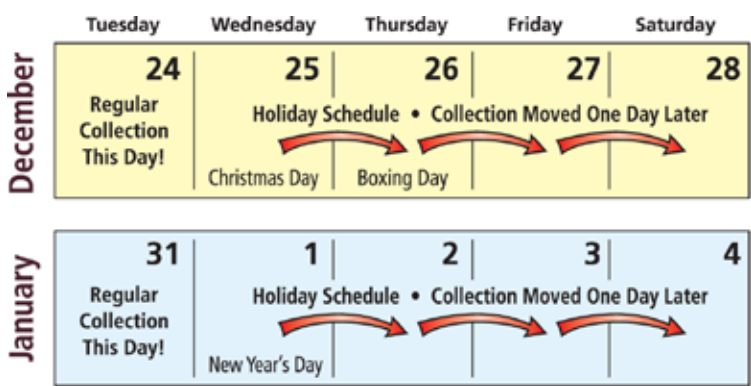 Tuesday Wednesday Thursday Friday Saturday
December
24 25 26 27 28
Regular
Collection
This Day!
Holiday Schedule • Collection Moved One Day Later
Christmas Day Boxing Day
January
31 1 2 3 4
Regular
Collection
This Day!
Holiday Schedule • Collection Moved One Day Later
New Year's Day